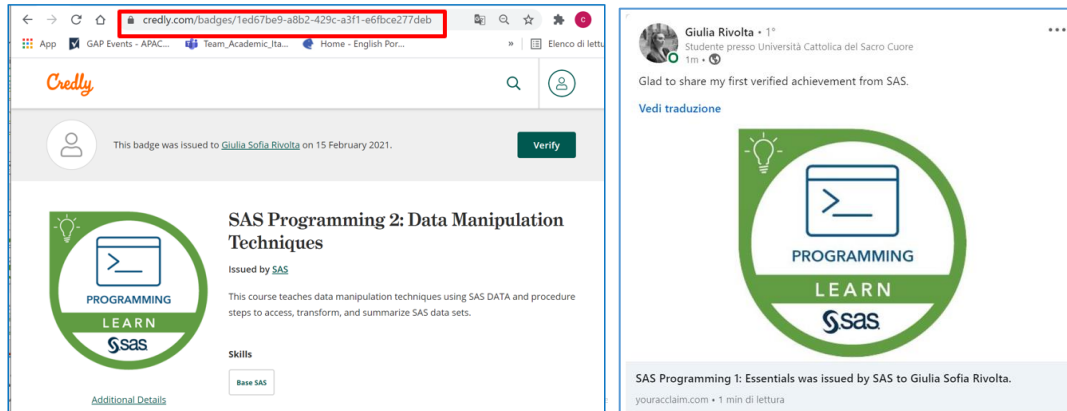 credly.com/badges/1ed67be9-a8b2-429c-a3f1-e6fbce277deb
App GAP Events - APAC... Team_Academic_Ita... Home - English Por... » Elenco di lettu
Credly
This badge was issued to Giulia Sofia Rivolta on 15 February 2021.
Verify
PROGRAMMING
LEARN
sas
Additional Details
SAS Programming 2: Data Manipulation
Techniques
Issued by SAS
This course teaches data manipulation techniques using SAS DATA and procedure
steps to access, transform, and summarize SAS data sets.
Skills
Base SAS
Giulia Rivolta • 1°
Studente presso Università Cattolica del Sacro Cuore
1m •
Glad to share my first verified achievement from SAS.
Vedi traduzione
PROGRAMMING
LEARN
sas
SAS Programming 1: Essentials was issued by SAS to Giulia Sofia Rivolta.
youracclaim.com • 1 min di lettura